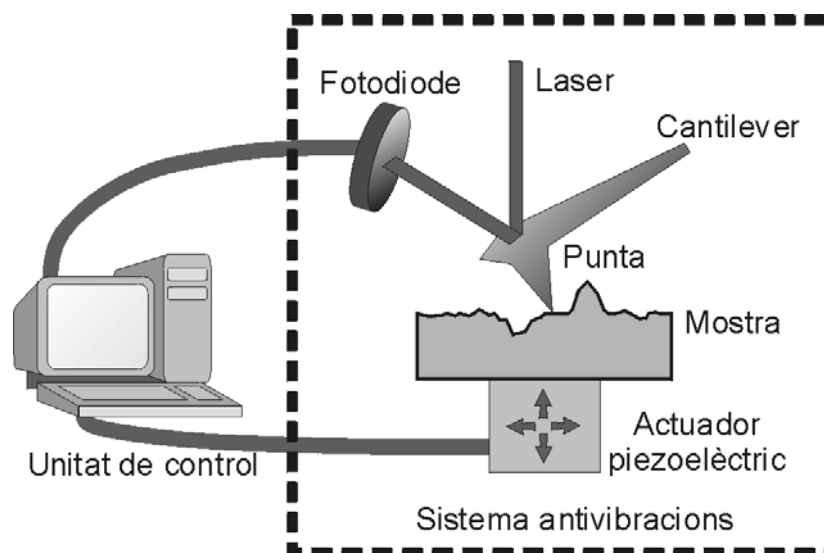 Fotodiode
Laser
Cantilever
Punta
Mostra
Actuador
piezoelèctric
Unitat de control
Sistema antivibracions